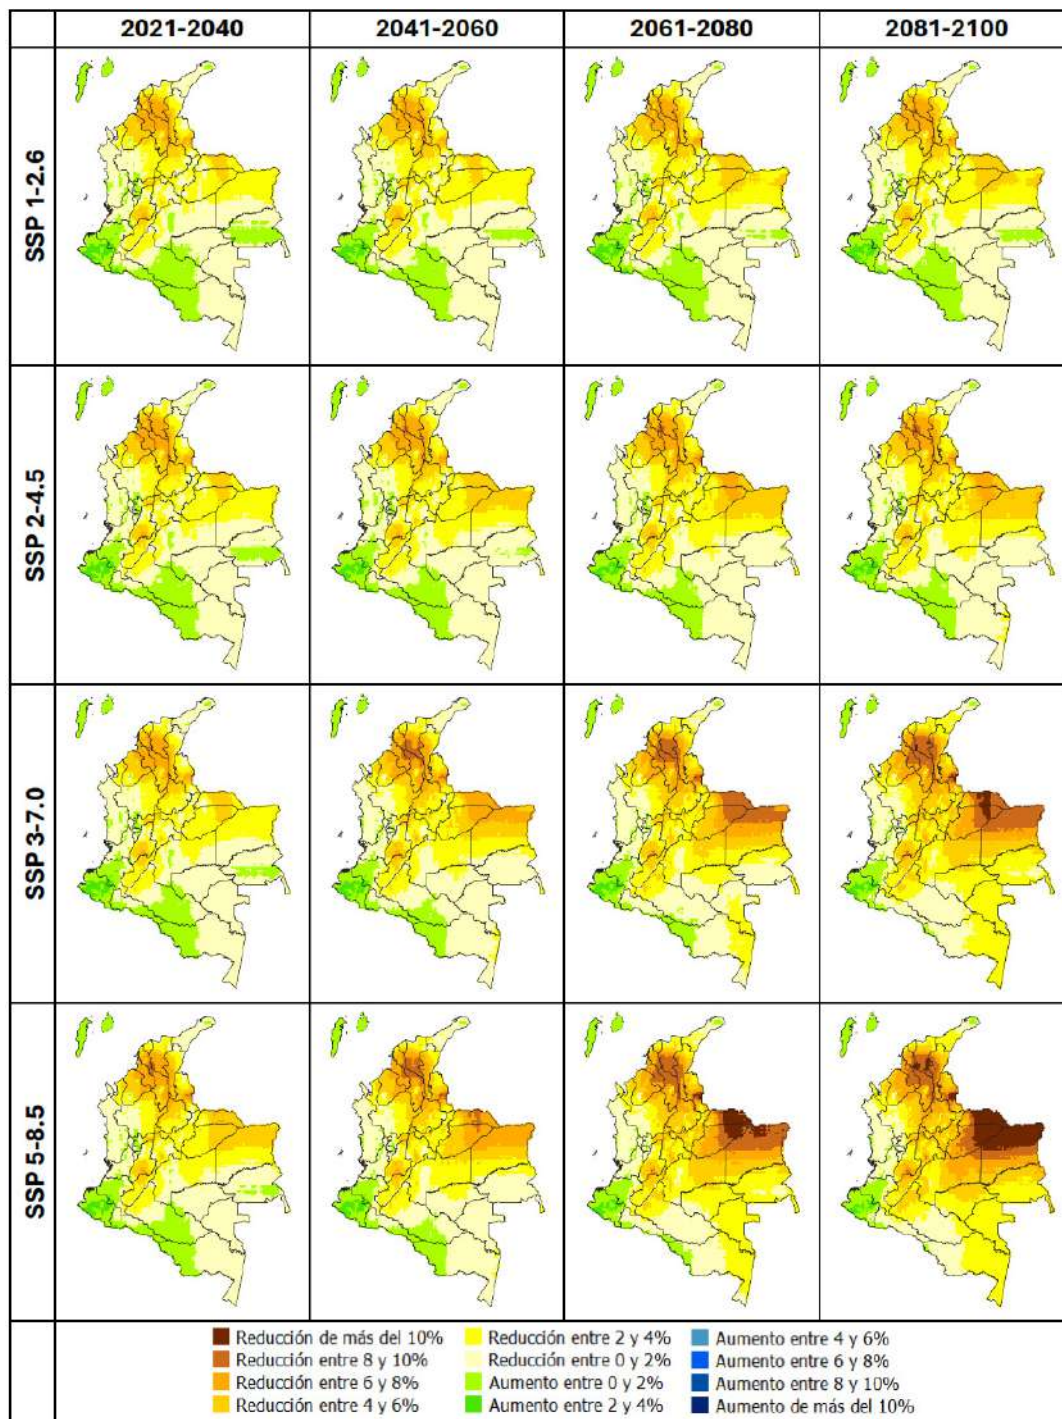 2021-2040 2041-2060 2061-2080 2081-2100
SSP 1-2.6
SSP 2-4.5
SSP 3-7.0
SSP 5-8.5
Reducción de más del 10%
Reducción entre 8 y 10%
Reducción entre 6 y 8%
Reducción entre 4 y 6%
Reducción entre 2 y 4%
Reducción entre 0 y 2%
Aumento entre 0 y 2%
Aumento entre 2 y 4%
Aumento entre 4 y 6%
Aumento entre 6 y 8%
Aumento entre 8 y 10%
Aumento de más del 10%